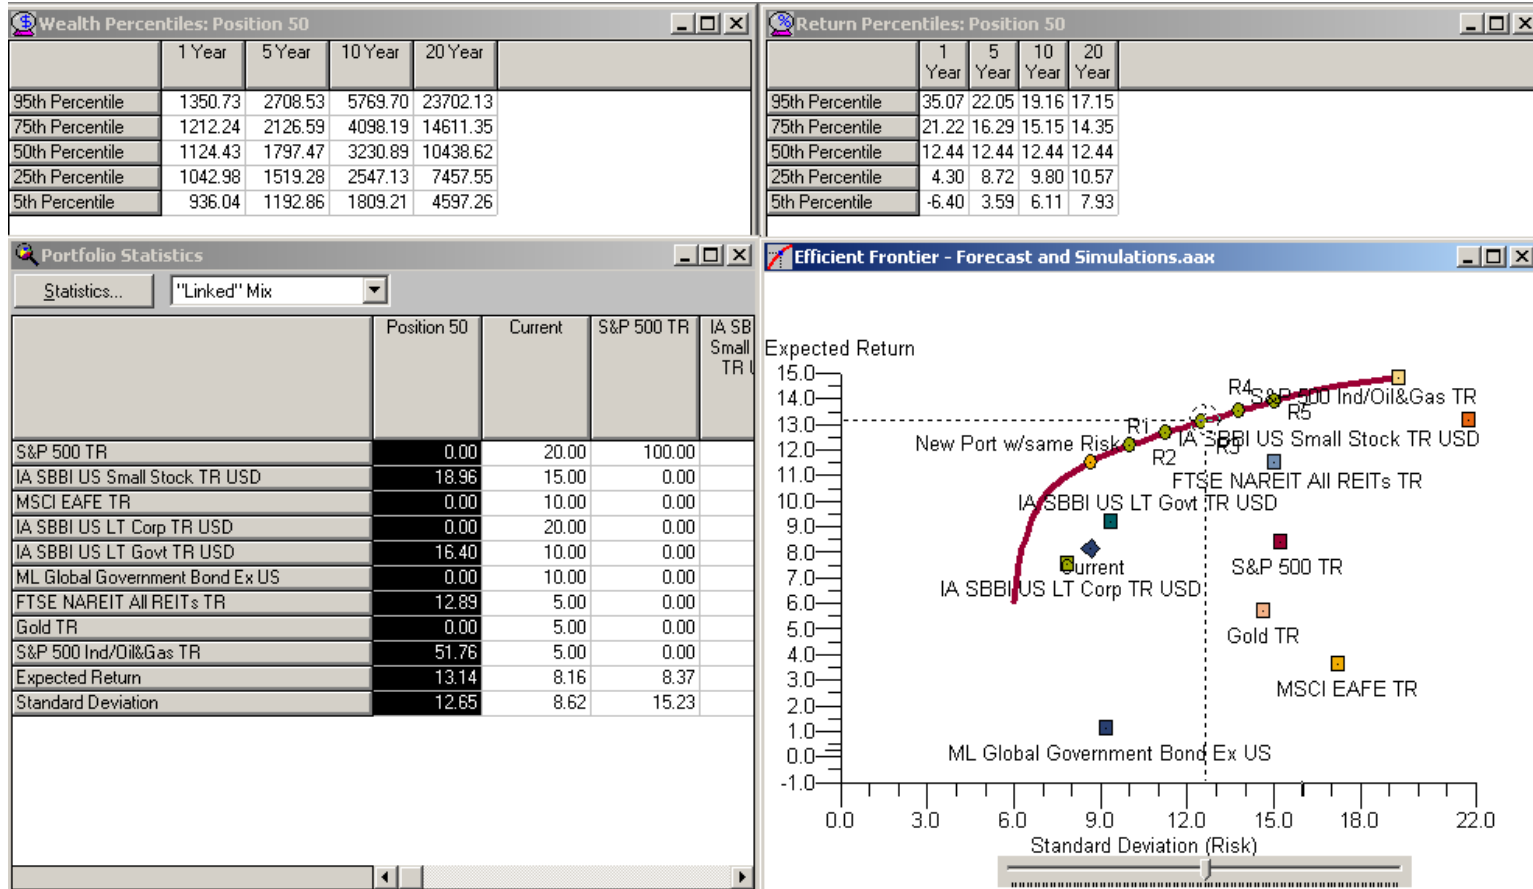 Wealth Percentiles: Position 50
1 Year 5 Year 10 Year 20 Year
95th Percentile 1350.73 2708.53 5769.70 23702.13
75th Percentile 1212.24 2126.59 4098.19 14611.35
50th Percentile 1124.43 1797.47 3230.89 10438.62
25th Percentile 1042.98 1519.28 2547.13 7457.55
5th Percentile 936.04 1192.86 1809.21 4597.26
Return Percentiles: Position 50
1 5 10 20
Year Year Year Year
95th Percentile 35.07 22.05 19.16 17.15
75th Percentile 21.22 16.29 15.15 14.35
50th Percentile 12.44 12.44 12.44 12.44
25th Percentile 4.30 8.72 9.80 10.57
5th Percentile -6.40 3.59 6.11 7.93
Portfolio Statistics
Statistics... "Linked" Mix
Position 50 Current S&P 500 TR IA SB
Small
TR U
S&P 500 TR 0.00 20.00 100.00
IA SBBI US Small Stock TR USD 18.96 15.00 0.00
MSCI EAFE TR 0.00 10.00 0.00
IA SBBI US LT Corp TR USD 0.00 20.00 0.00
IA SBBI US LT Govt TR USD 16.40 10.00 0.00
ML Global Government Bond Ex US 0.00 10.00 0.00
FTSE NAREIT All REITs TR 12.89 5.00 0.00
Gold TR 0.00 5.00 0.00
S&P 500 Ind/Oil&Gas TR 51.76 5.00 0.00
Expected Return 13.14 8.16 8.37
Standard Deviation 12.65 8.62 15.23
Efficient Frontier - Forecast and Simulations.aax
Expected Return
15.0
14.0
13.0
12.0
11.0
10.0
9.0
8.0
7.0
6.0
5.0
4.0
3.0
2.0
1.0
0.0
-1.0
R4
S&P 500 Ind/Oil&Gas TR
R5
R1
New Port w/same Risk
IA SBBI US Small Stock TR USD
R3
R2
FTSE NAREIT All REITs TR
IA SBBI US LT Govt TR USD
Current
S&P 500 TR
IA SBBI US LT Corp TR USD
Gold TR
MSCI EAFE TR
ML Global Government Bond Ex US
0.0 3.0 6.0 9.0 12.0 15.0 18.0 22.0
Standard Deviation (Risk)